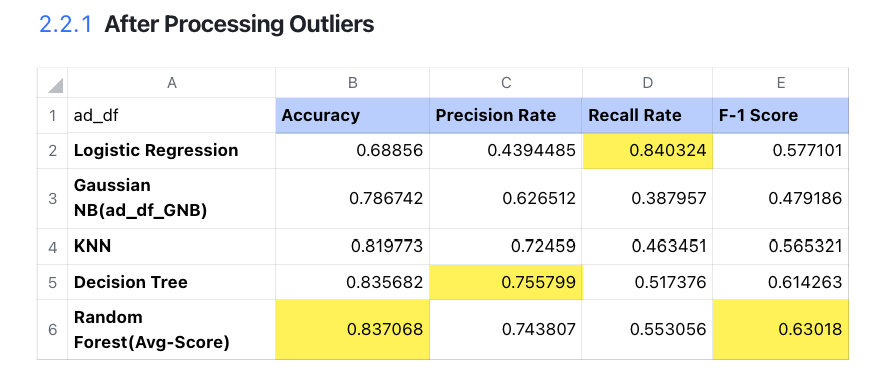 2.2.1 After Processing Outliers
A B C D E
1 ad_df Accuracy Precision Rate Recall Rate F-1 Score
2 Logistic Regression 0.68856 0.4394485 0.840324 0.577101
3 Gaussian NB(ad_df_GNB) 0.786742 0.626512 0.387957 0.479186
4 KNN 0.819773 0.72459 0.463451 0.565321
5 Decision Tree 0.835682 0.755799 0.517376 0.614263
6 Random Forest(Avg-Score) 0.837068 0.743807 0.553056 0.63018